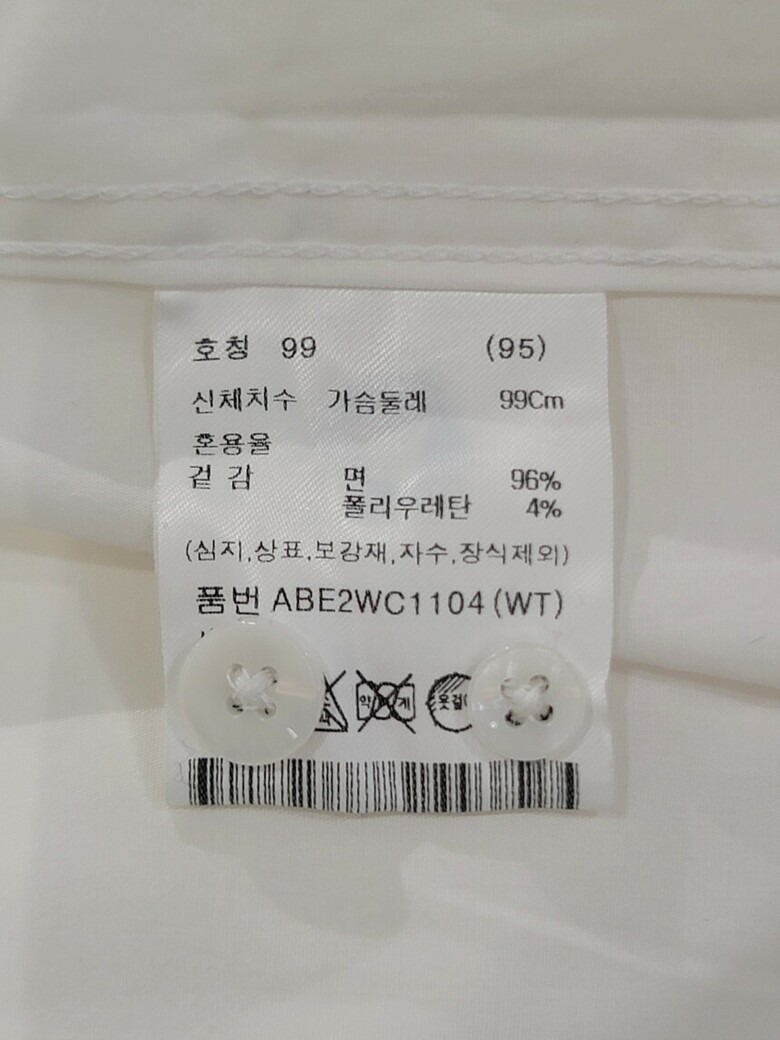 호칭 99 (95)
신체치수 가슴둘레 99Cm
혼용율
겉감 면 96%
폴리우레탄 4%
(심지,상표,보강재,자수,장식제외)
품번 ABE2WC1104(WT)